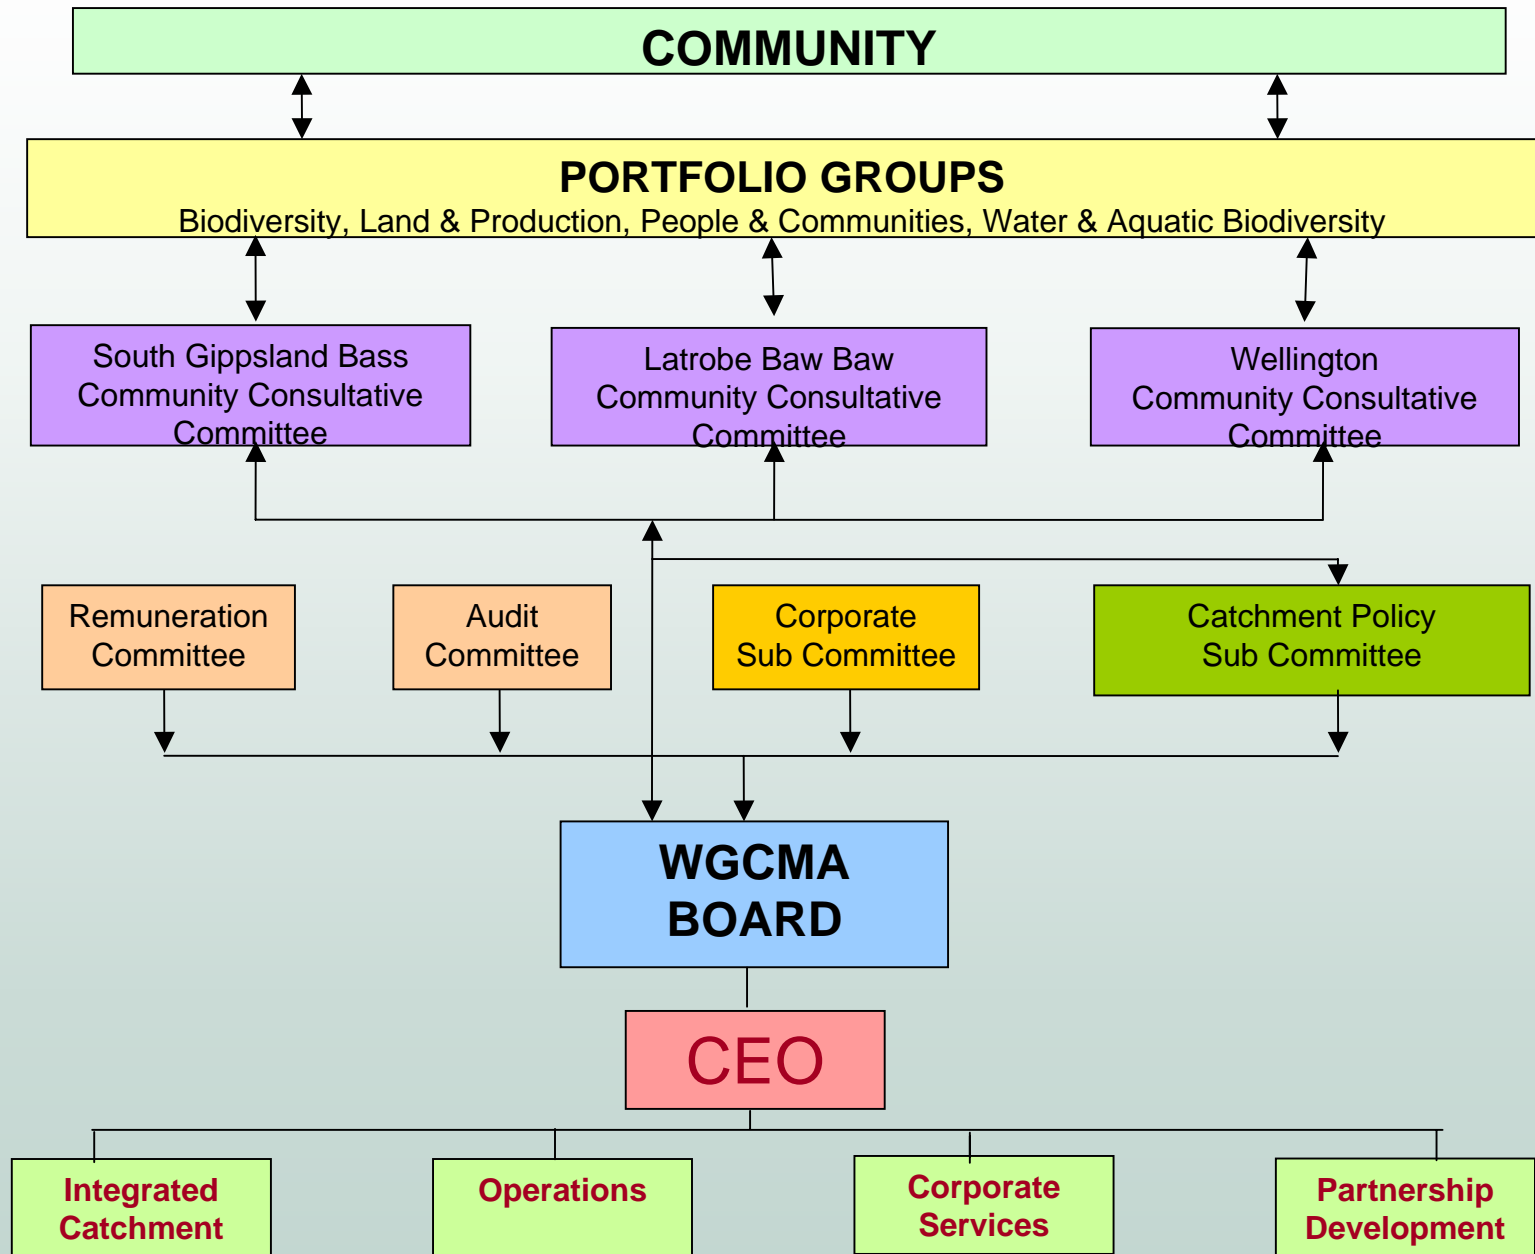 COMMUNITY
PORTFOLIO GROUPS
Biodiversity, Land & Production, People & Communities, Water & Aquatic Biodiversity
South Gippsland Bass
Community Consultative
Committee
Latrobe Baw Baw
Community Consultative
Committee
Wellington
Community Consultative
Committee
Remuneration
Committee
Audit
Committee
Corporate
Sub Committee
Catchment Policy
Sub Committee
WGCMA
BOARD
CEO
Integrated
Catchment
Operations
Corporate
Services
Partnership
Development